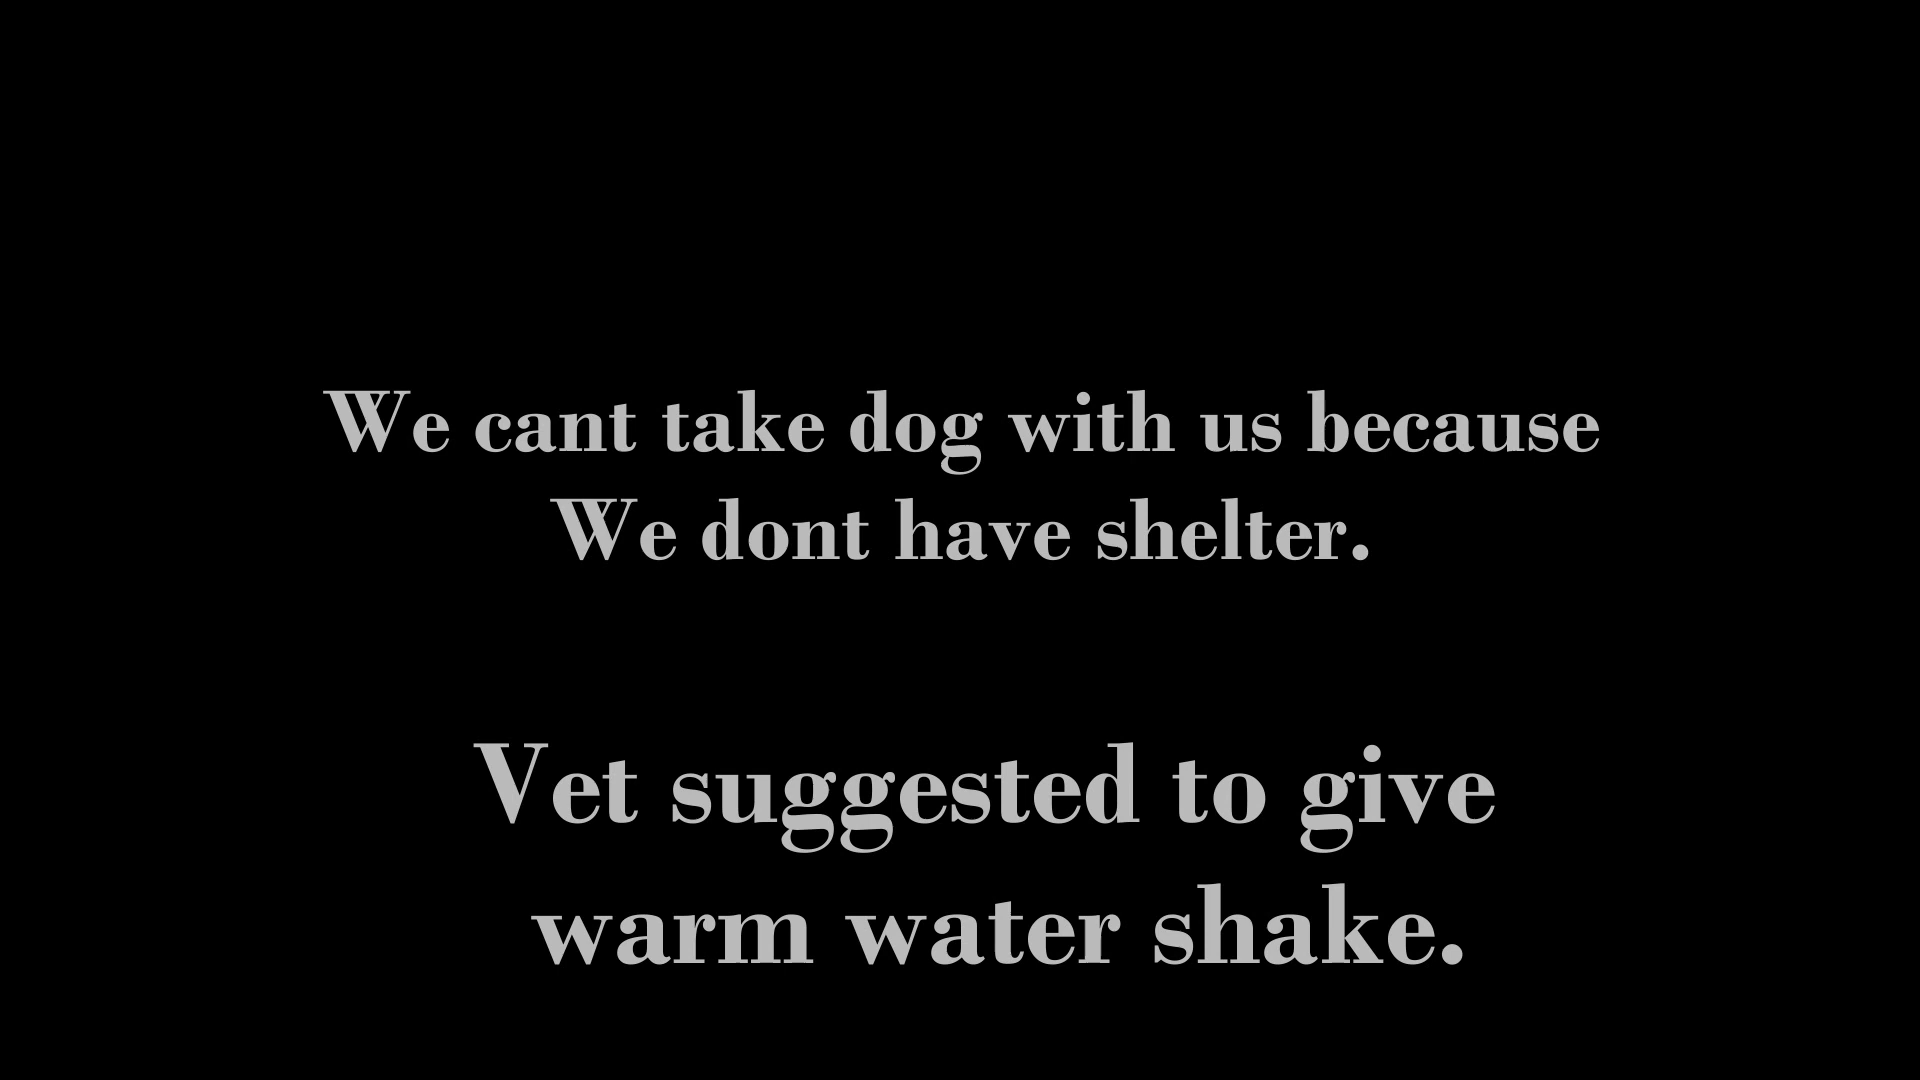 We cant take dog with us because
We dont have shelter.
Vet suggested to give
warm water shake.